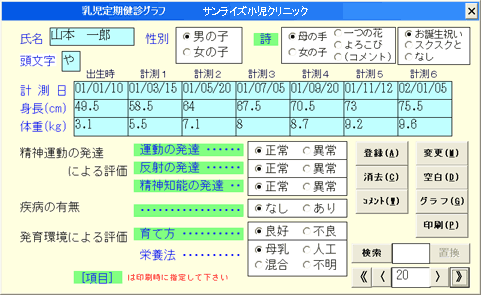 乳児定期健診グラフ サンライズ小児クリニック
氏名 山本 一郎 性別 男の子 女の子 詩 母の手 女の子 一つの花 よろこび (コメント) お誕生祝い スクスクと なし
頭文字 や
出生時 計測1 計測2 計測3 計測4 計測5 計測6
計測日 01/01/10 01/03/15 01/05/20 01/07/05 01/09/20 01/11/12 02/01/05
身長(cm) 49.5 58.5 64 67.5 70.5 73 75.5
体重(kg) 3.1 5.5 7.1 8 8.7 9.2 9.6
精神運動の発達 運動の発達 ‥‥‥ 正常 異常 登録(A) 変更(M)
による評価 反射の発達 ‥‥‥ 正常 異常
精神知能の発達 ‥ 正常 異常 消去(C) 空白(D)
疾病の有無 ‥‥‥‥‥‥‥ なし あり コメント(W) グラフ(G)
発育環境による評価 育て方 ‥‥‥‥ 良好 不良 印刷(P)
栄養法 ‥‥‥‥ 母乳 人工 混合 不明 検索 置換
[項目] は印刷時に指定して下さい 《 〈 20 〉 》